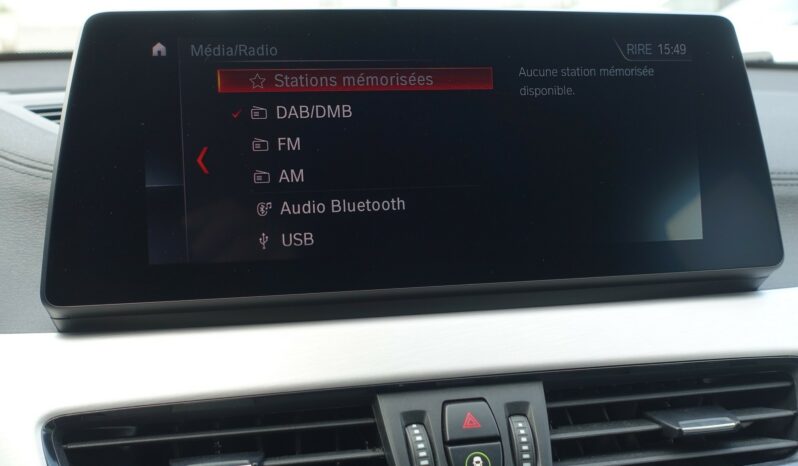 Média/Radio
RIRE 15:49
Stations mémorisées
Aucune station mémorisée
disponible.
DAB/DMB
FM
AM
Audio Bluetooth
USB